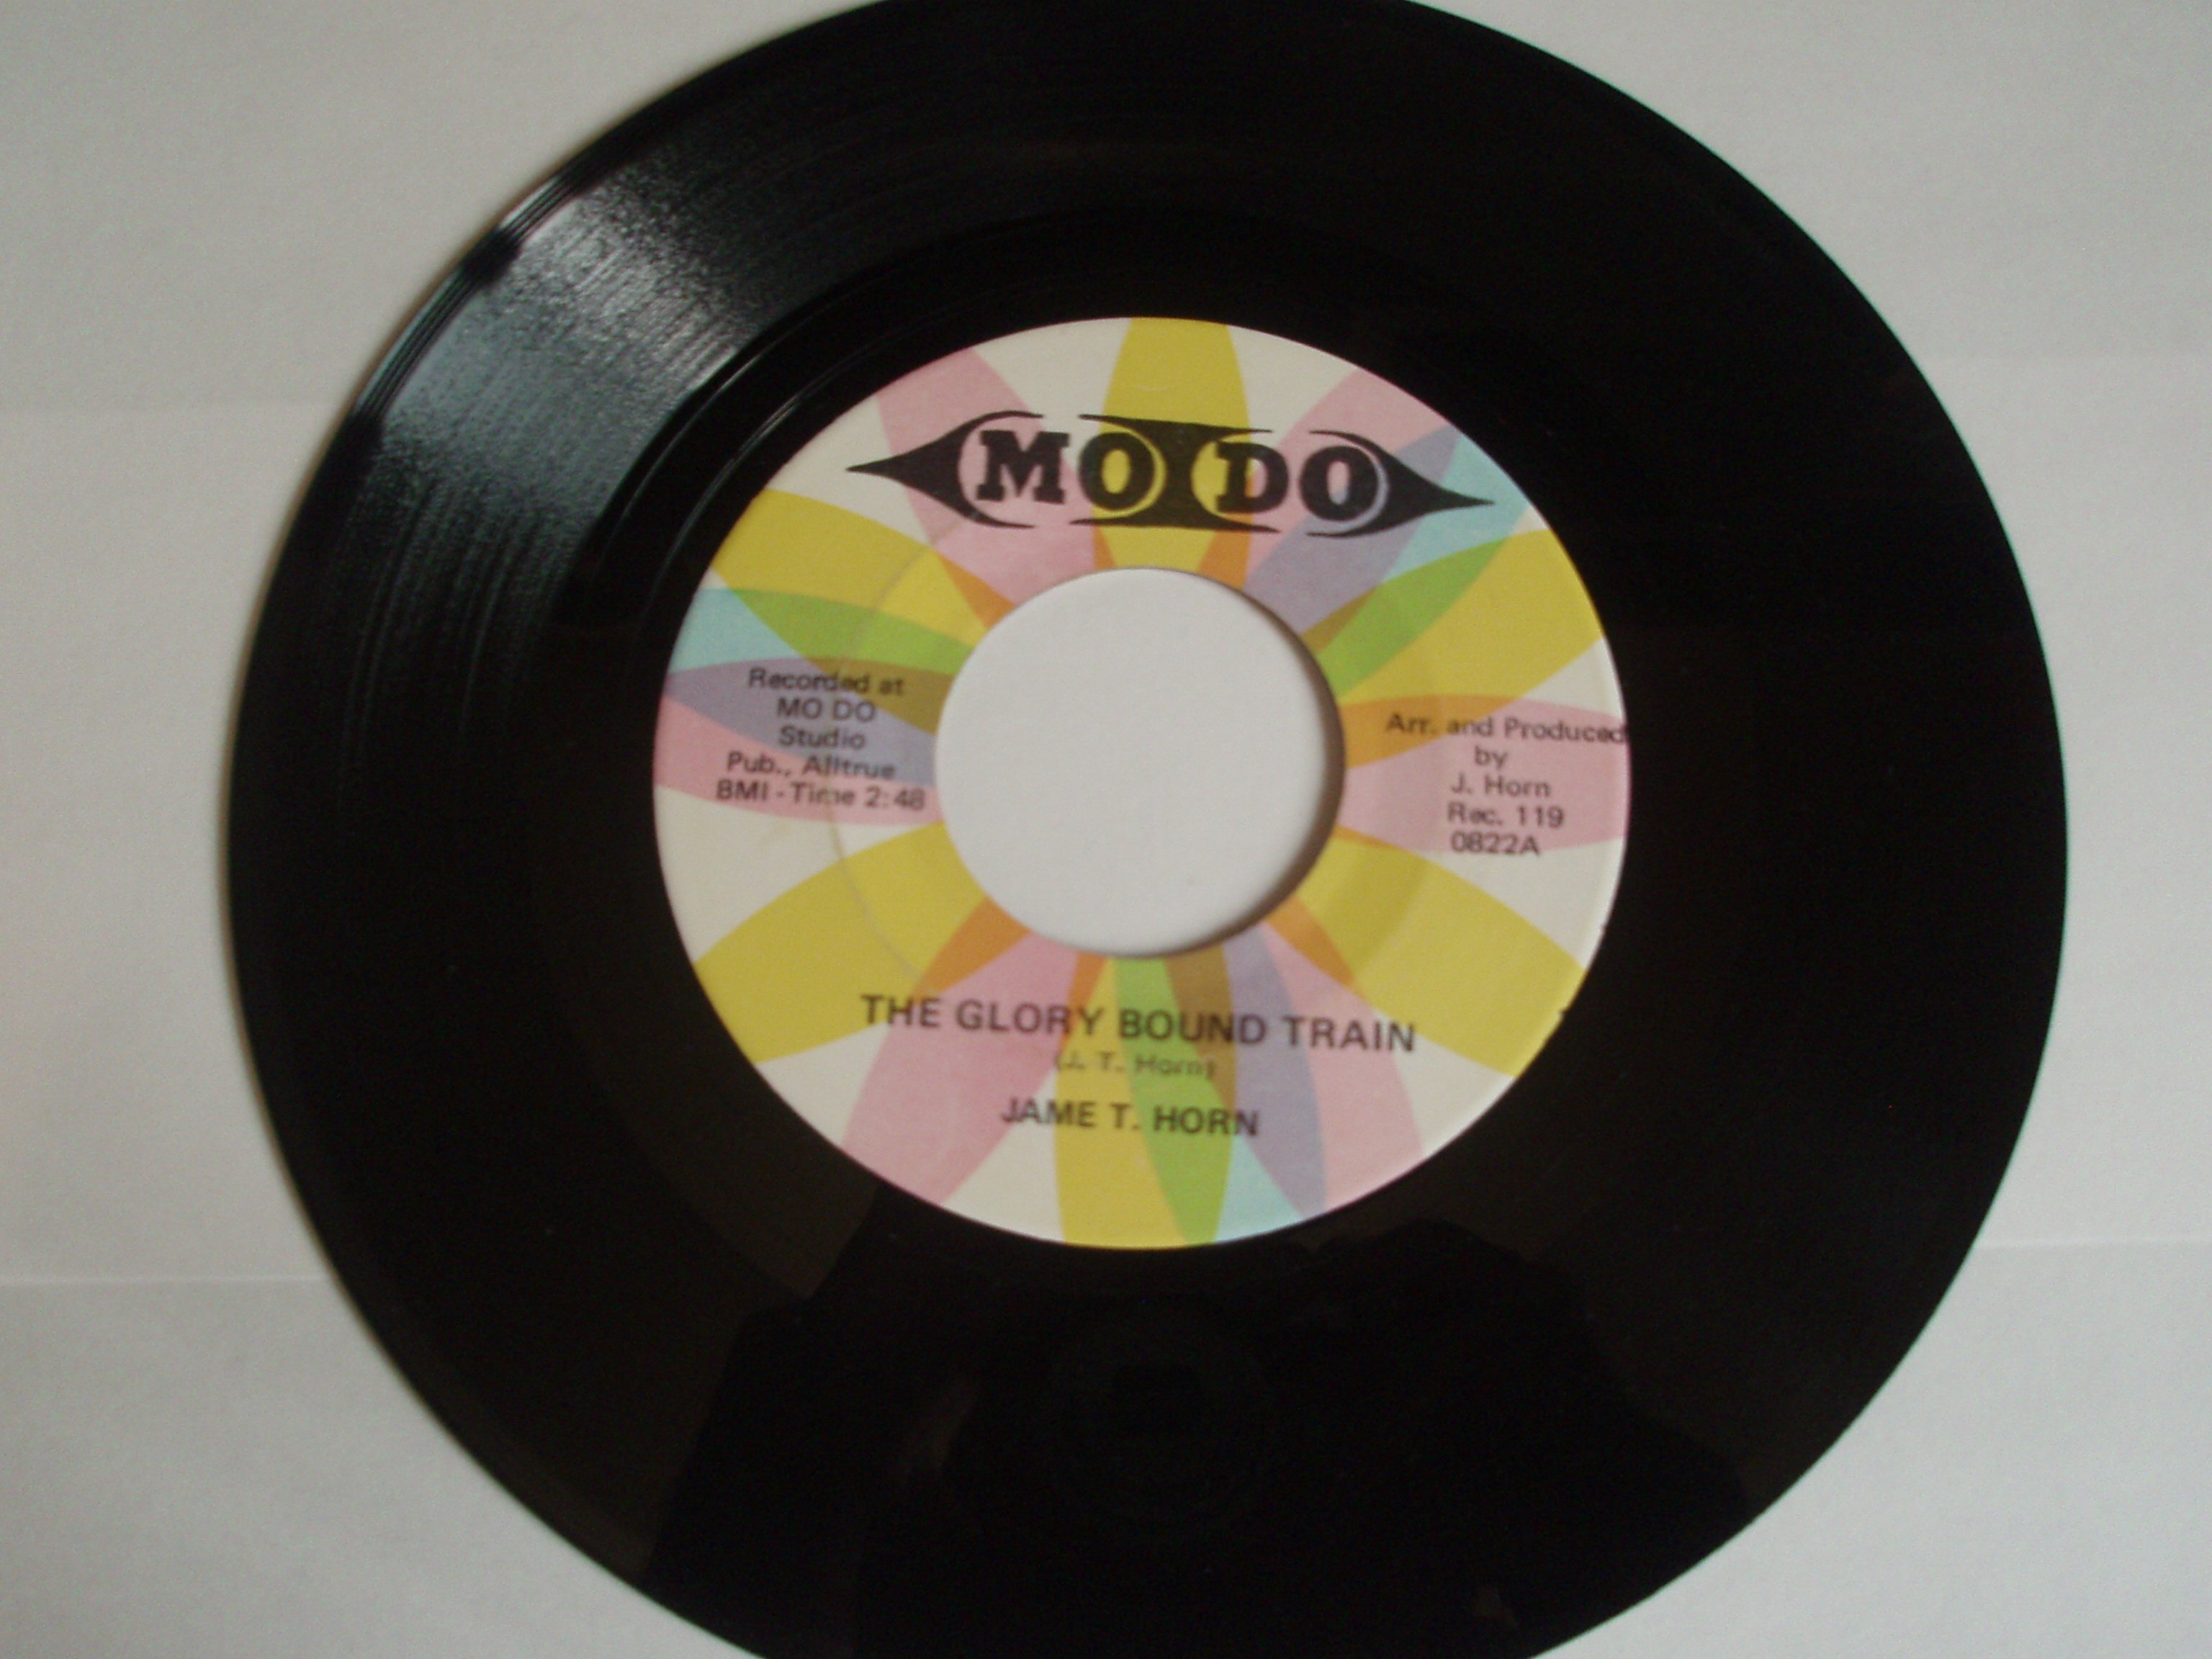 MO DO
Recorded at
MO DO
Studio
Pub., Alltrue
BMI - Time 2:48
Arr. and Produced
by
J. Horn
Rec. 119
0822A
THE GLORY BOUND TRAIN
(J. T. Horn)
JAME T. HORN